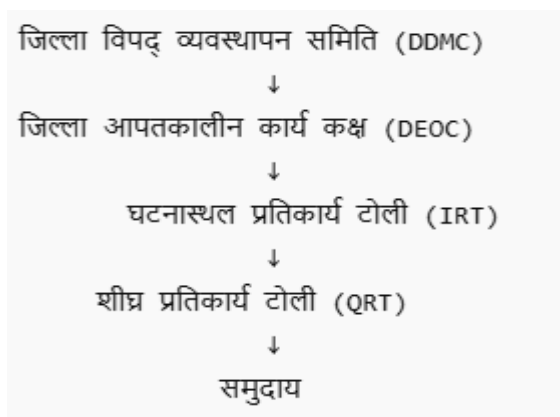 जिल्ला विपद् व्यवस्थापन समिति (DDMC)
↓
जिल्ला आपतकालीन कार्य कक्ष (DEOC)
↓
घटनास्थल प्रतिकार्य टोली (IRT)
↓
शीघ्र प्रतिकार्य टोली (QRT)
↓
समुदाय